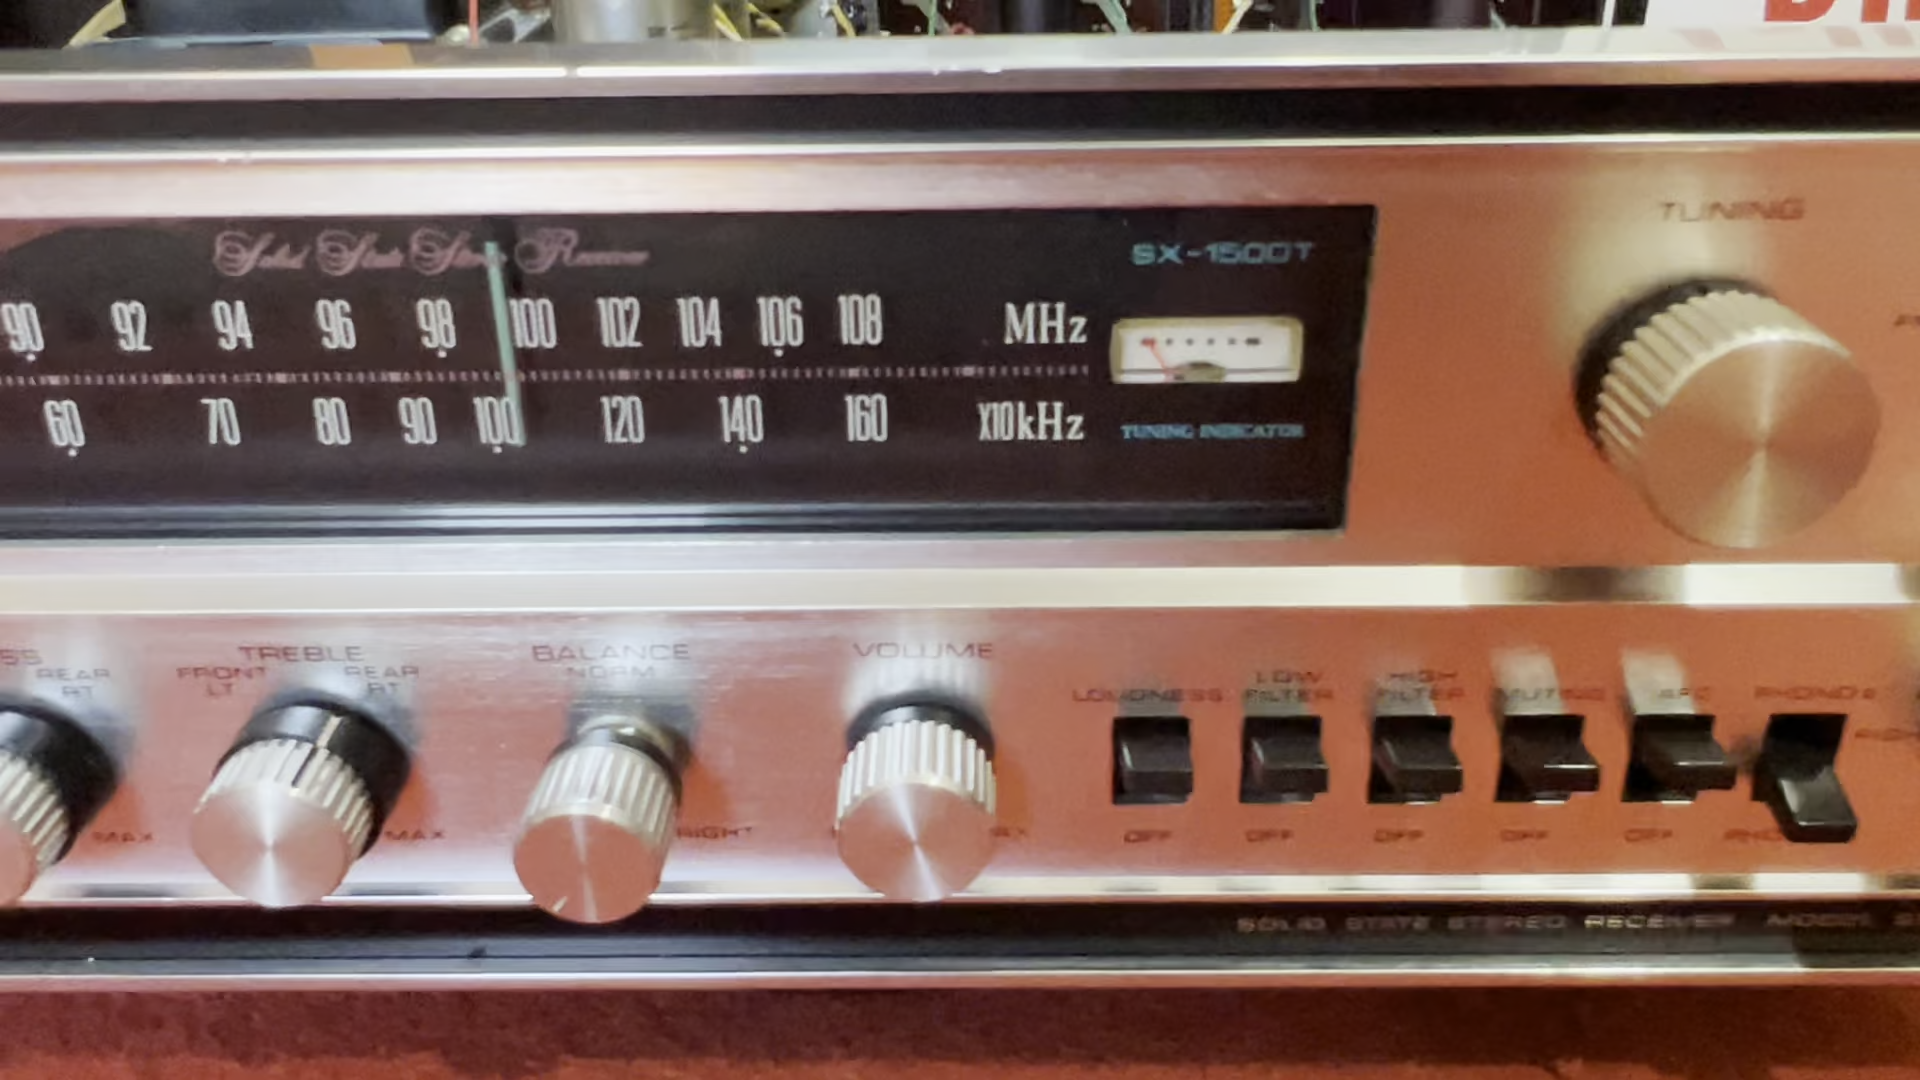 Solid State Stereo Receiver
SX-1500T
TUNING
90 92 94 96 98 100 102 104 106 108 MHz
60 70 80 90 100 120 140 160 X10kHz
TUNING INDICATOR
TREBLE BALANCE VOLUME
REAR FRONT REAR NORM
RT LT RT
LOUDNESS LOW FILTER HIGH FILTER MUTING AFC
MAX MAX RIGHT
OFF OFF OFF OFF OFF
SOLID STATE STEREO RECEIVER MODEL